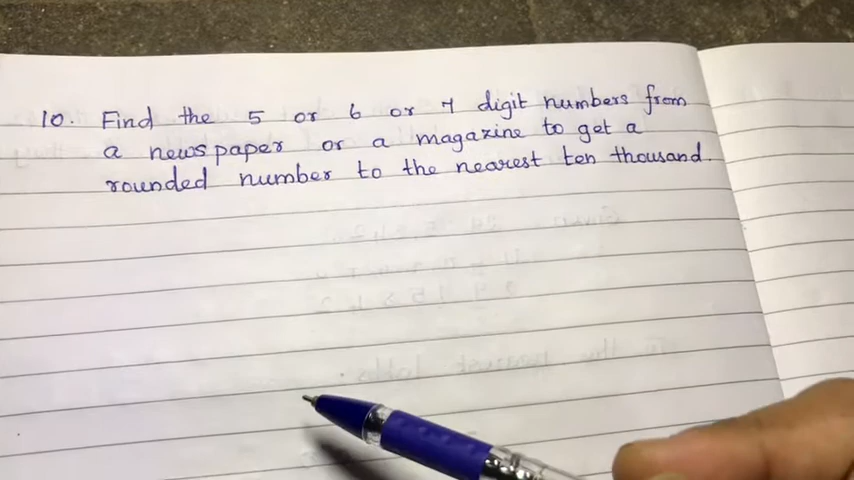 10. Find the 5 or 6 or 7 digit numbers from
a newspaper or a magazine to get a
rounded number to the nearest ten thousand.